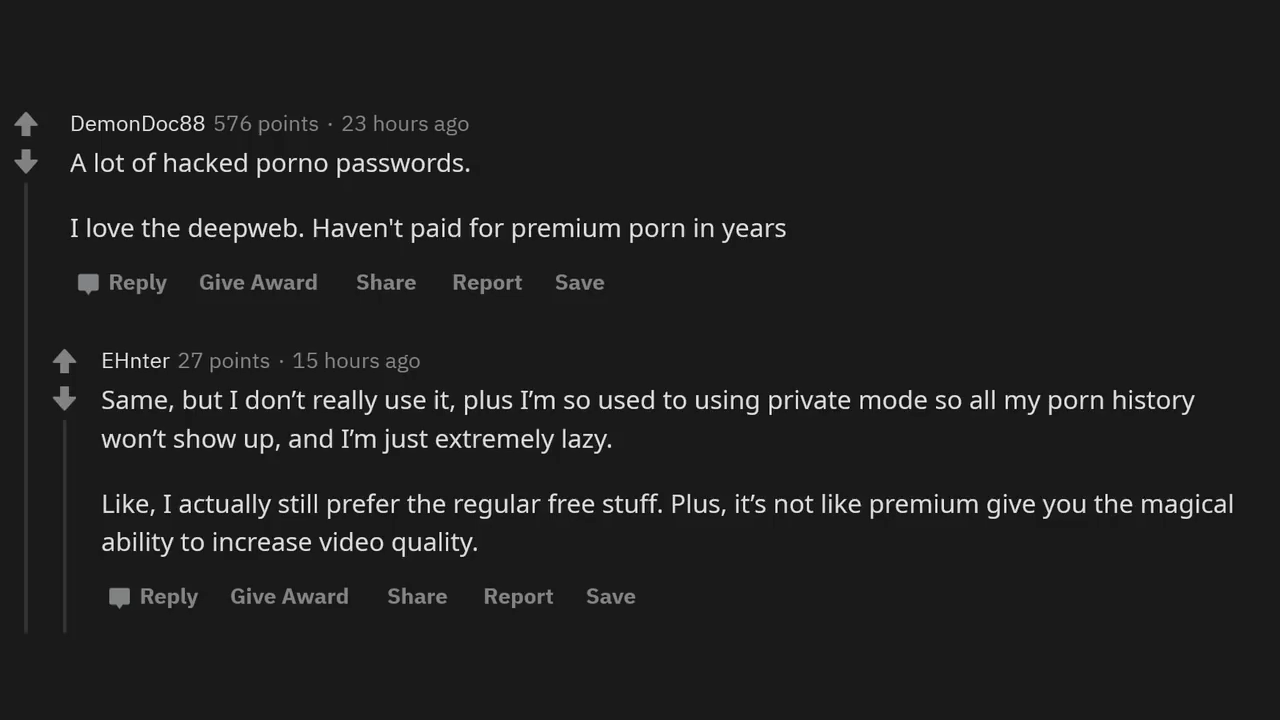 DemonDoc88 576 points · 23 hours ago
A lot of hacked porno passwords.
I love the deepweb. Haven't paid for premium porn in years
Reply Give Award Share Report Save
EHnter 27 points · 15 hours ago
Same, but I don’t really use it, plus I’m so used to using private mode so all my porn history
won’t show up, and I’m just extremely lazy.
Like, I actually still prefer the regular free stuff. Plus, it’s not like premium give you the magical
ability to increase video quality.
Reply Give Award Share Report Save